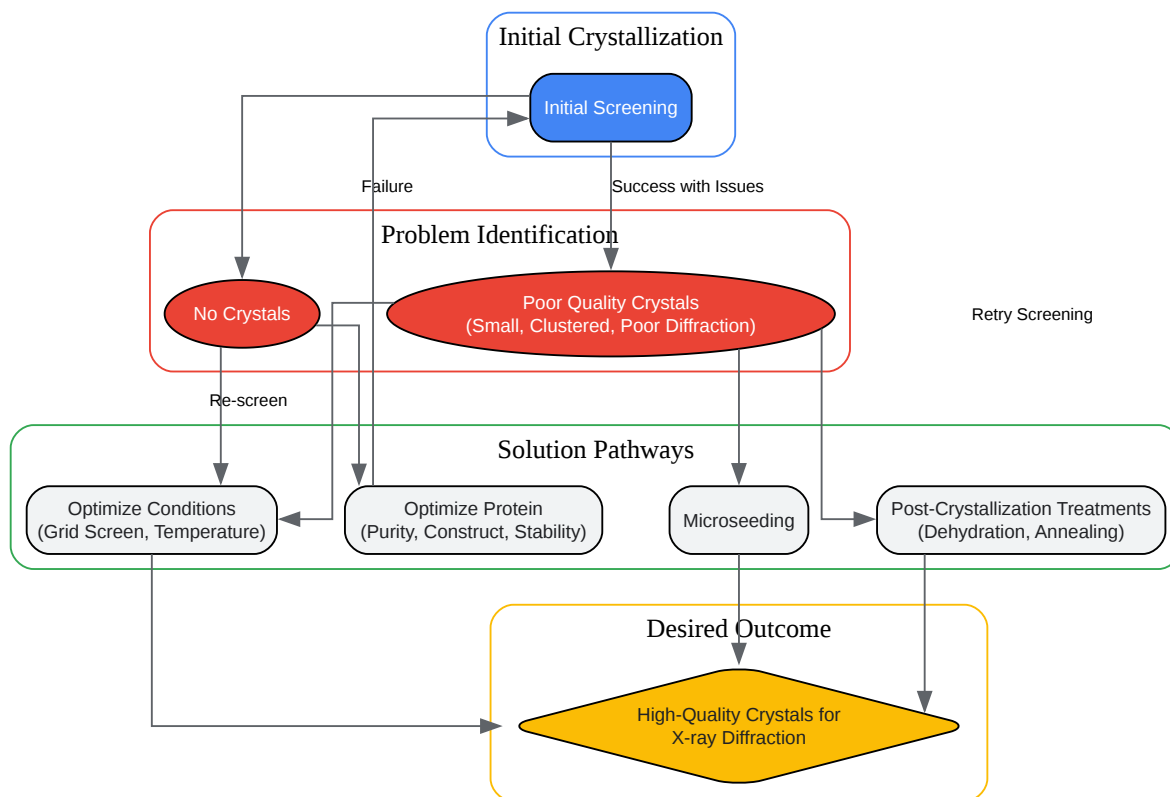 Initial Crystallization
Initial Screening
Failure
Success with Issues
Problem Identification
No Crystals
Poor Quality Crystals
(Small, Clustered, Poor Diffraction)
Retry Screening
Re-screen
Solution Pathways
Optimize Conditions
(Grid Screen, Temperature)
Optimize Protein
(Purity, Construct, Stability)
Microseeding
Post-Crystallization Treatments
(Dehydration, Annealing)
Desired Outcome
High-Quality Crystals for
X-ray Diffraction